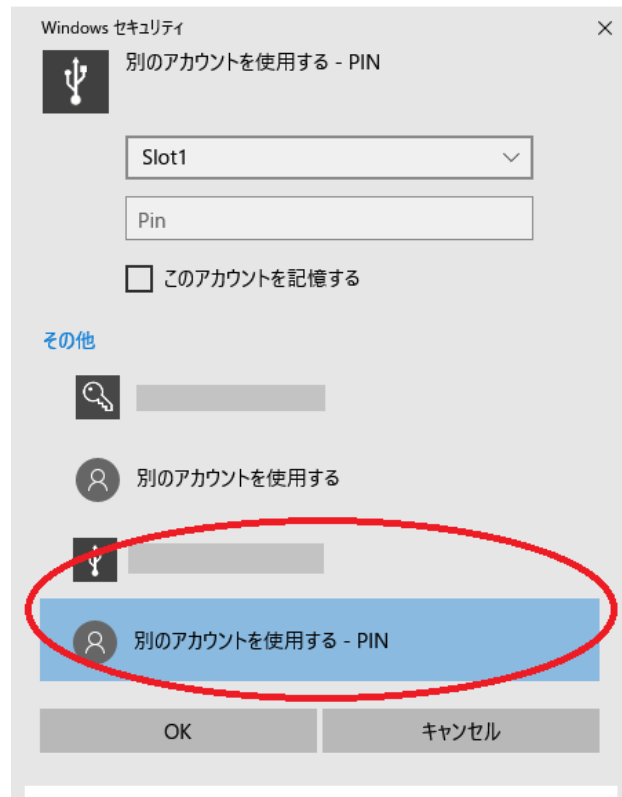 Windows セキュリティ
別のアカウントを使用する - PIN
Slot1
Pin
このアカウントを記憶する
その他
別のアカウントを使用する
別のアカウントを使用する - PIN
OK
キャンセル